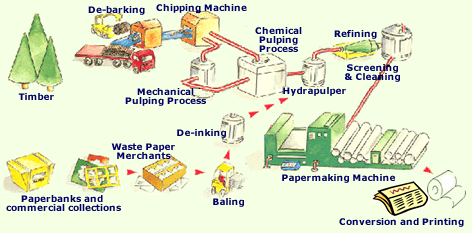 De-barking
Chipping Machine
Chemical
Pulping
Process
Refining
Screening
& Cleaning
Timber
Mechanical
Pulping Process
Hydrapulper
De-inking
Waste Paper
Merchants
Papermaking Machine
Paperbanks and
commercial collections
Baling
Conversion and Printing